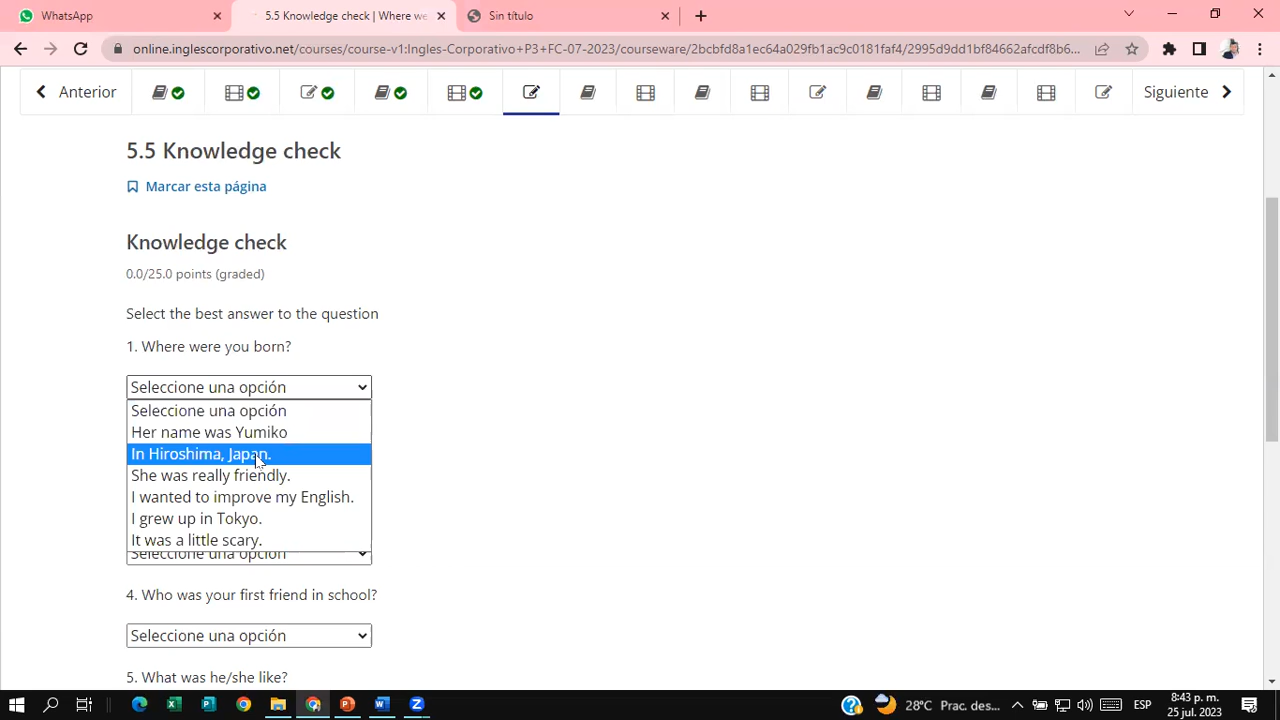 WhatsApp
5.5 Knowledge check | Where we
Sin título
online.inglescorporativo.net/courses/course-v1:Ingles-Corporativo+P3+FC-07-2023/courseware/2bcbfd8a1ec64a029fb1ac9c0181faf4/2995d9dd1bf84662afcdf8b6...
Anterior
Siguiente
5.5 Knowledge check
Marcar esta página
Knowledge check
0.0/25.0 points (graded)
Select the best answer to the question
1. Where were you born?
Seleccione una opción
Seleccione una opción
Her name was Yumiko
In Hiroshima, Japan.
She was really friendly.
I wanted to improve my English.
I grew up in Tokyo.
It was a little scary.
Seleccione una opción
4. Who was your first friend in school?
Seleccione una opción
5. What was he/she like?
28°C Prac. des...
ESP
8:43 p. m.
25 jul. 2023